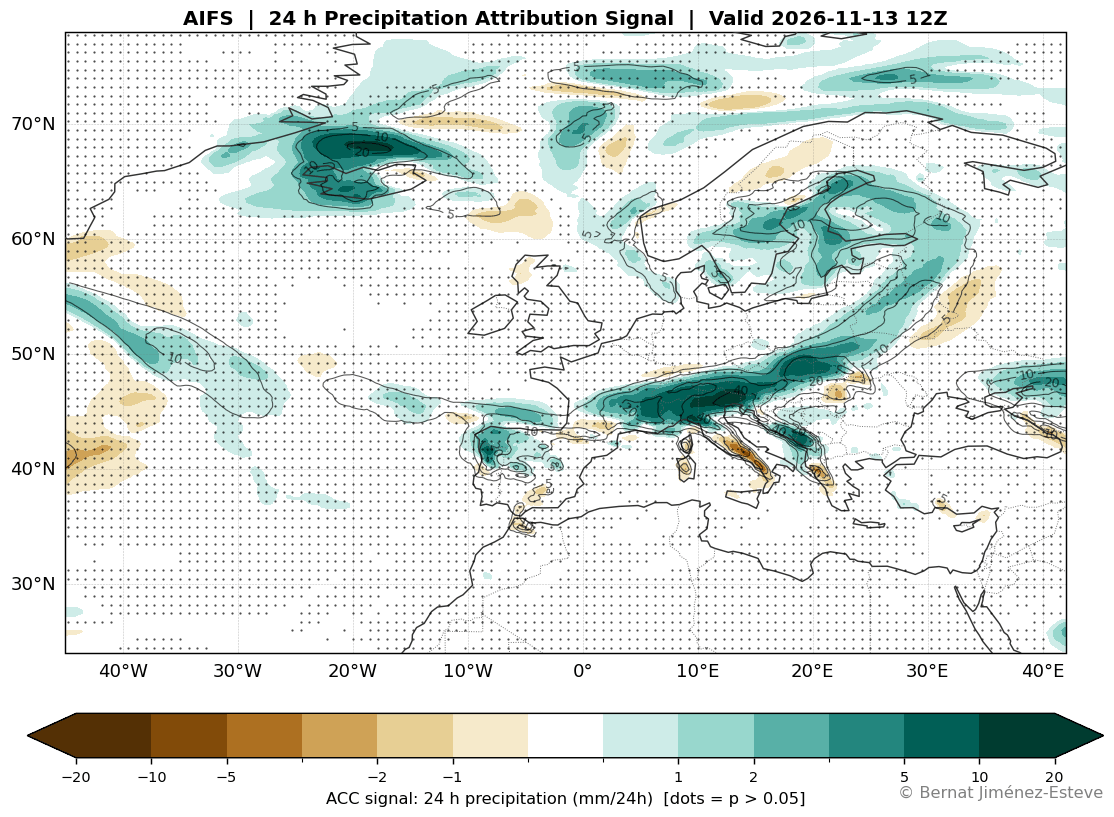 AIFS | 24 h Precipitation Attribution Signal | Valid 2026-11-13 12Z
70°N
60°N
50°N
40°N
30°N
40°W 30°W 20°W 10°W 0° 10°E 20°E 30°E 40°E
−20 −10 −5 −2 −1 1 2 5 10 20
ACC signal: 24 h precipitation (mm/24h) [dots = p > 0.05]
© Bernat Jiménez-Esteve